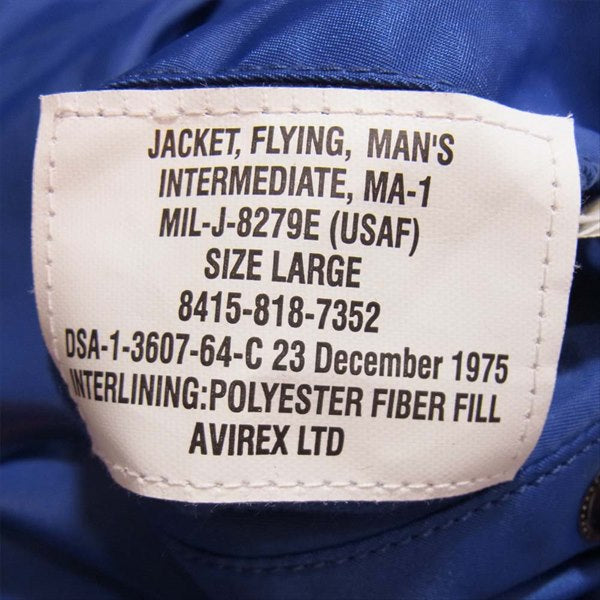 JACKET, FLYING, MAN'S
INTERMEDIATE, MA-1
MIL-J-8279E (USAF)
SIZE LARGE
8415-818-7352
DSA-1-3607-64-C 23 December 1975
INTERLINING:POLYESTER FIBER FILL
AVIREX LTD